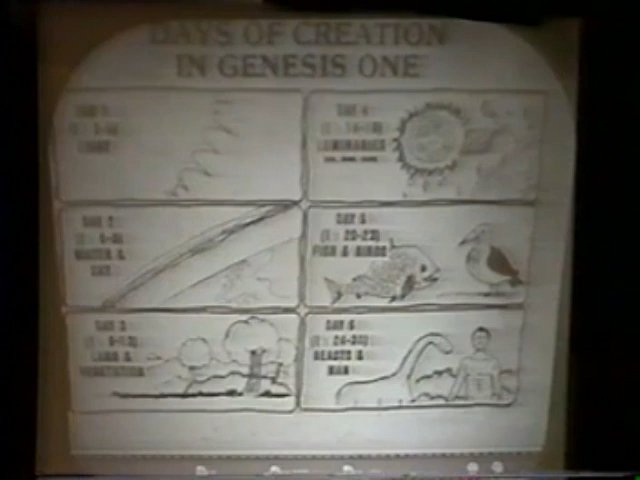 DAYS OF CREATION
IN GENESIS ONE
DAY
LIGHT
DAY 4
LUMINARIES
DAY 2
WATER &
SKY
DAY 5
(1: 20-23)
FISH & BIRDS
DAY 3
LAND &
VEGETATION
DAY 6
(1: 24-31)
BEASTS &
MAN